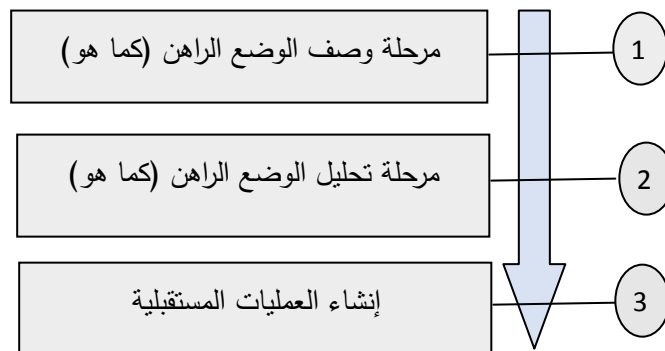 مرحلة وصف الوضع الراهن (كما هو)
1
مرحلة تحليل الوضع الراهن (كما هو)
2
إنشاء العمليات المستقبلية
3